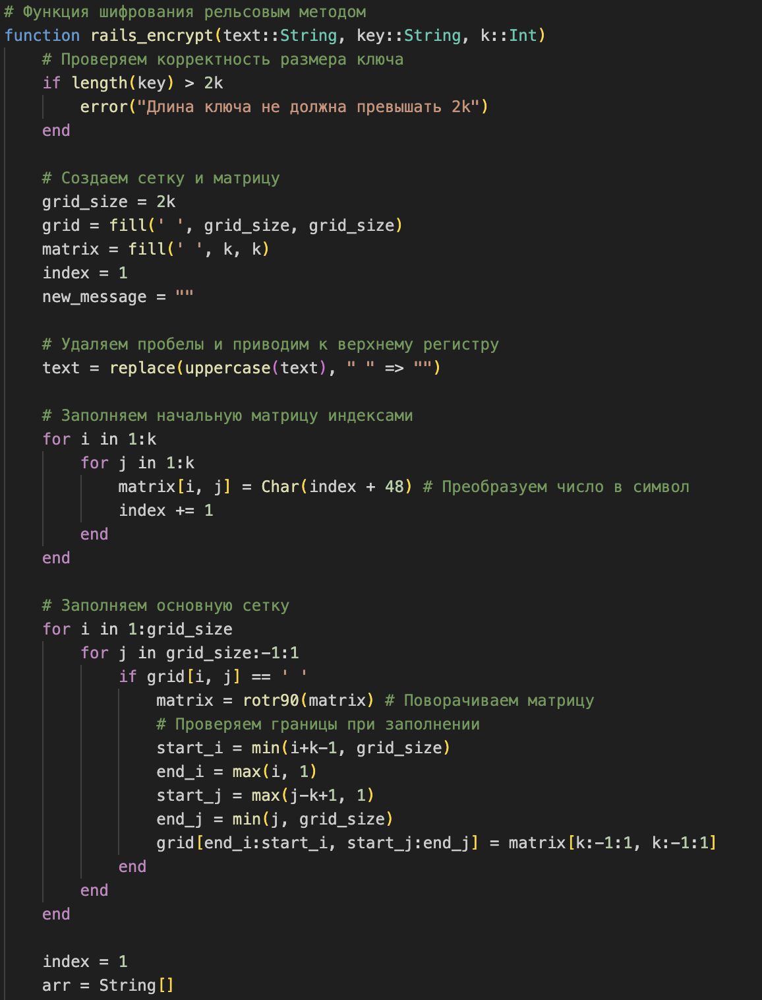 # Функция шифрования рельсовым методом
function rails_encrypt(text::String, key::String, k::Int)
    # Проверяем корректность размера ключа
    if length(key) > 2k
        error("Длина ключа не должна превышать 2k")
    end

    # Создаем сетку и матрицу
    grid_size = 2k
    grid = fill(' ', grid_size, grid_size)
    matrix = fill(' ', k, k)
    index = 1
    new_message = ""

    # Удаляем пробелы и приводим к верхнему регистру
    text = replace(uppercase(text), " " => "")

    # Заполняем начальную матрицу индексами
    for i in 1:k
        for j in 1:k
            matrix[i, j] = Char(index + 48) # Преобразуем число в символ
            index += 1
        end
    end

    # Заполняем основную сетку
    for i in 1:grid_size
        for j in grid_size:-1:1
            if grid[i, j] == ' '
                matrix = rotr90(matrix) # Поворачиваем матрицу
                # Проверяем границы при заполнении
                start_i = min(i+k-1, grid_size)
                end_i = max(i, 1)
                start_j = max(j-k+1, 1)
                end_j = min(j, grid_size)
                grid[end_i:start_i, start_j:end_j] = matrix[k:-1:1, k:-1:1]
            end
        end
    end

    index = 1
    arr = String[]